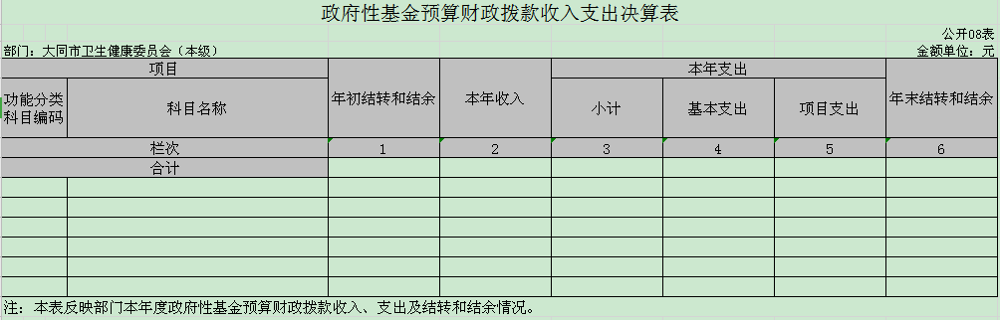 政府性基金预算财政拨款收入支出决算表
公开08表
部门：大同市卫生健康委员会（本级） 金额单位：元
项目 年初结转和结余 本年收入 本年支出 年末结转和结余
功能分类科目编码 科目名称 小计 基本支出 项目支出
栏次 1 2 3 4 5 6
合计
注：本表反映部门本年度政府性基金预算财政拨款收入、支出及结转和结余情况。